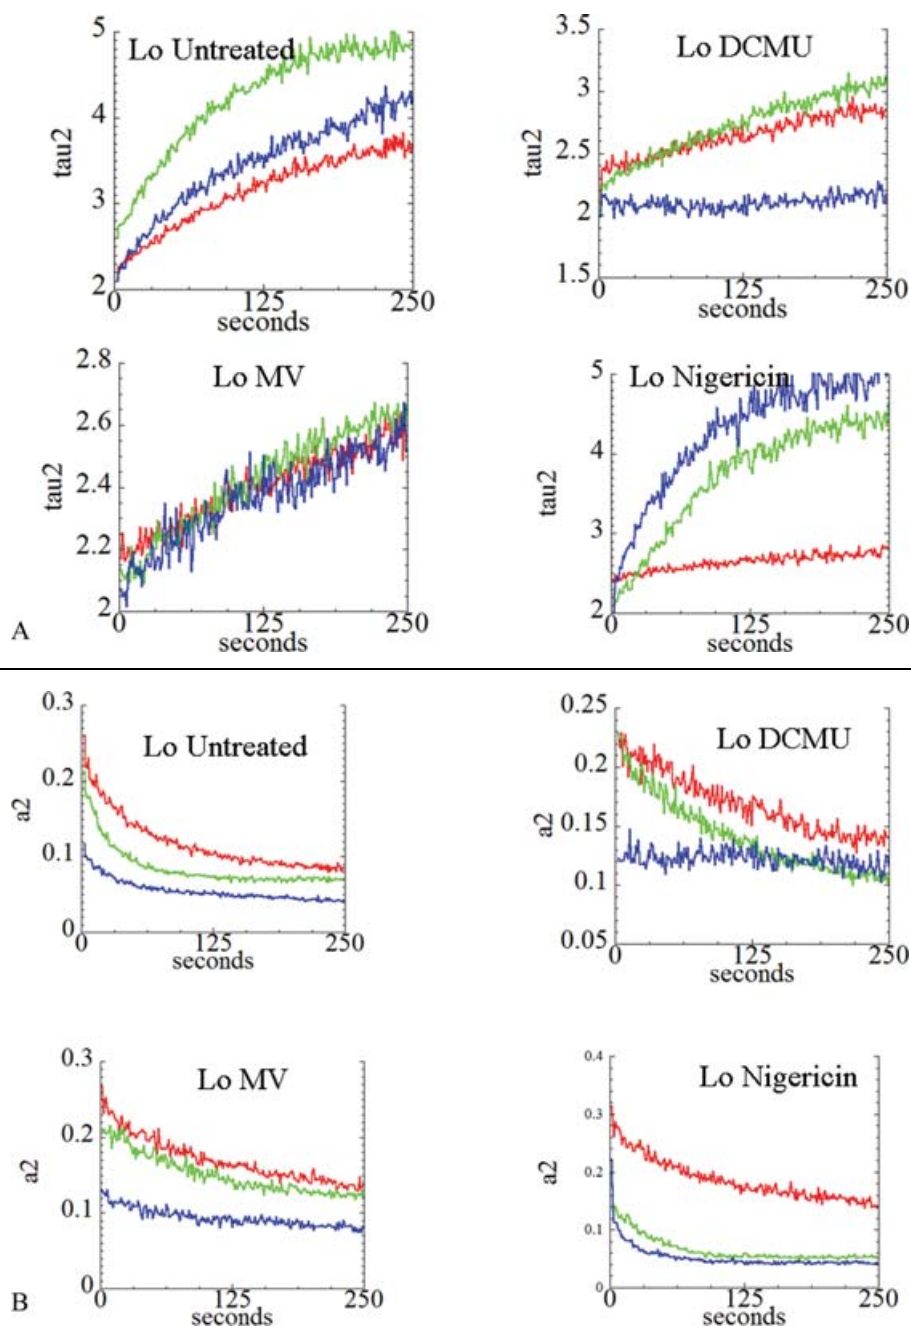 Lo Untreated
5
4
3
2
tau2
0
125
250
seconds
Lo DCMU
3.5
3
2.5
2
1.5
tau2
0
125
250
seconds
Lo MV
2.8
2.6
2.4
2.2
2
tau2
0
125
250
seconds
Lo Nigericin
5
4
3
2
tau2
0
125
250
seconds
A
Lo Untreated
0.3
0.2
0.1
0
a2
0
125
250
seconds
Lo DCMU
0.25
0.2
0.15
0.1
0.05
a2
0
125
250
seconds
Lo MV
0.3
0.2
0.1
0
a2
0
125
250
seconds
Lo Nigericin
0.4
0.3
0.2
0.1
0
a2
0
125
250
seconds
B